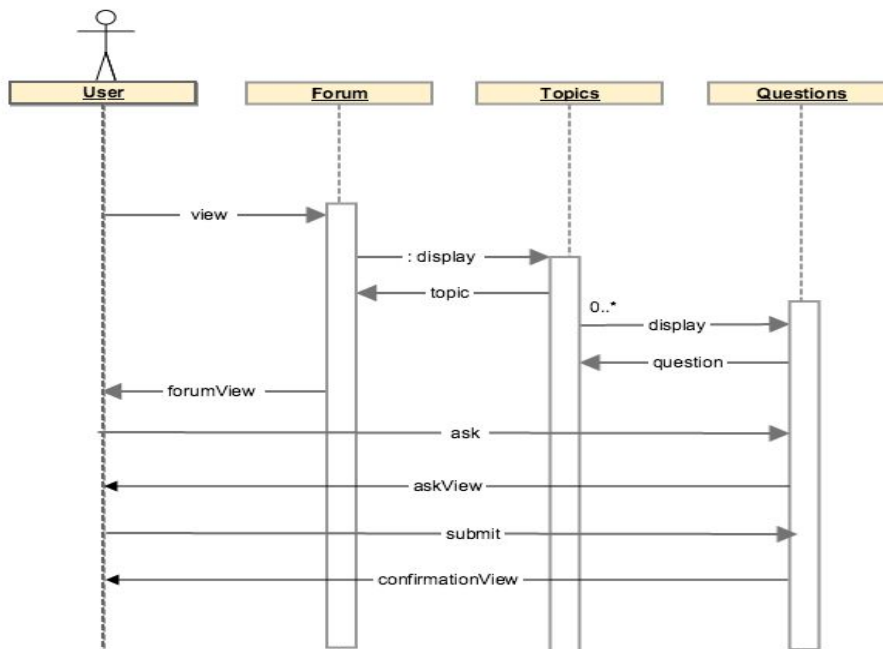 User Forum Topics Questions
view
: display
topic
0..*
display
question
forumView
ask
askView
submit
confirmationView